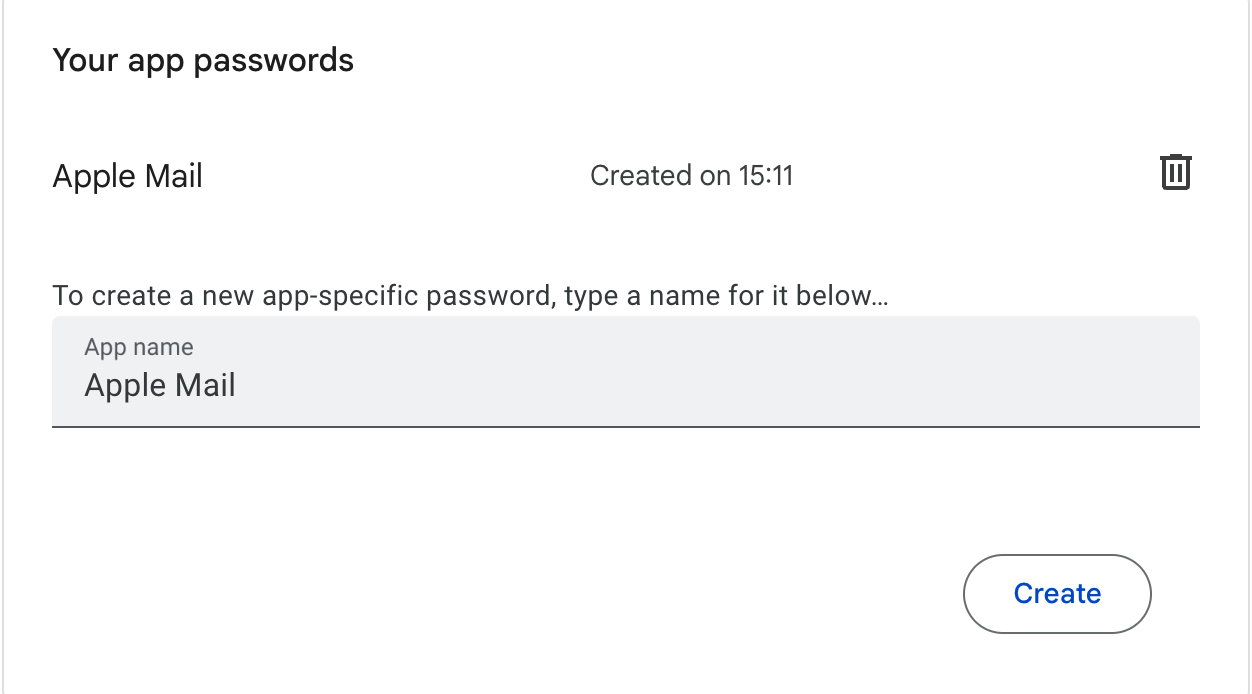 Your app passwords
Apple Mail Created on 15:11
To create a new app-specific password, type a name for it below…
App name
Apple Mail
Create